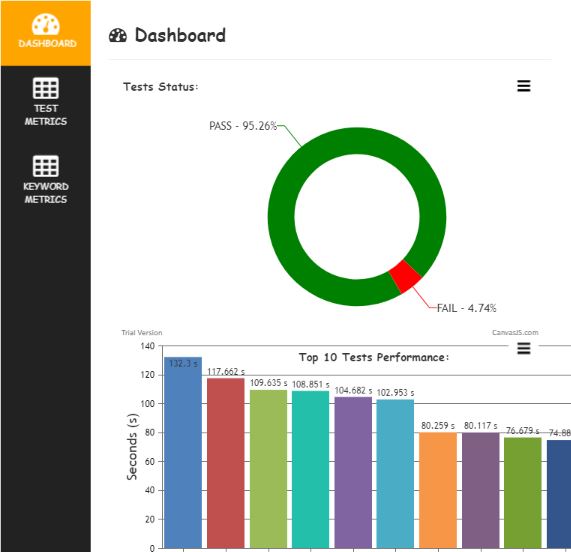 DASHBOARD
TEST
METRICS
KEYWORD
METRICS
Dashboard
Tests Status:
PASS - 95.26%
FAIL - 4.74%
Trial Version
CanvasJS.com
Top 10 Tests Performance:
Seconds (s)
140
120
100
80
60
40
20
0
132.3 s
117.662 s
109.635 s
108.851 s
104.682 s
102.953 s
80.259 s
80.117 s
76.679 s